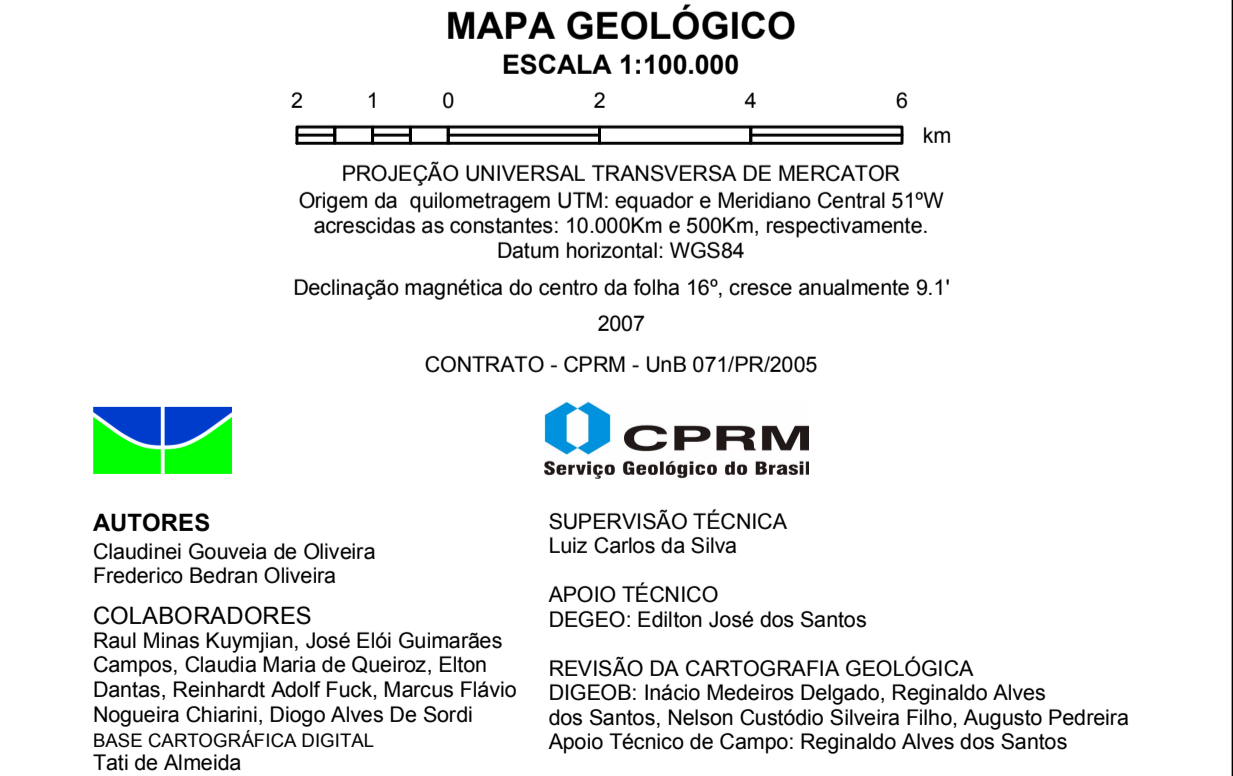 MAPA GEOLÓGICO
ESCALA 1:100.000
2 1 0 2 4 6
km
PROJEÇÃO UNIVERSAL TRANSVERSA DE MERCATOR
Origem da quilometragem UTM: equador e Meridiano Central 51ºW
acrescidas as constantes: 10.000Km e 500Km, respectivamente.
Datum horizontal: WGS84
Declinação magnética do centro da folha 16º, cresce anualmente 9.1'
2007
CONTRATO - CPRM - UnB 071/PR/2005
CPRM
Serviço Geológico do Brasil
AUTORES
Claudinei Gouveia de Oliveira
Frederico Bedran Oliveira
COLABORADORES
Raul Minas Kuymjian, José Elói Guimarães
Campos, Claudia Maria de Queiroz, Elton
Dantas, Reinhardt Adolf Fuck, Marcus Flávio
Nogueira Chiarini, Diogo Alves De Sordi
BASE CARTOGRÁFICA DIGITAL
Tati de Almeida
SUPERVISÃO TÉCNICA
Luiz Carlos da Silva
APOIO TÉCNICO
DEGEO: Edilton José dos Santos
REVISÃO DA CARTOGRAFIA GEOLÓGICA
DIGEOB: Inácio Medeiros Delgado, Reginaldo Alves
dos Santos, Nelson Custódio Silveira Filho, Augusto Pedreira
Apoio Técnico de Campo: Reginaldo Alves dos Santos